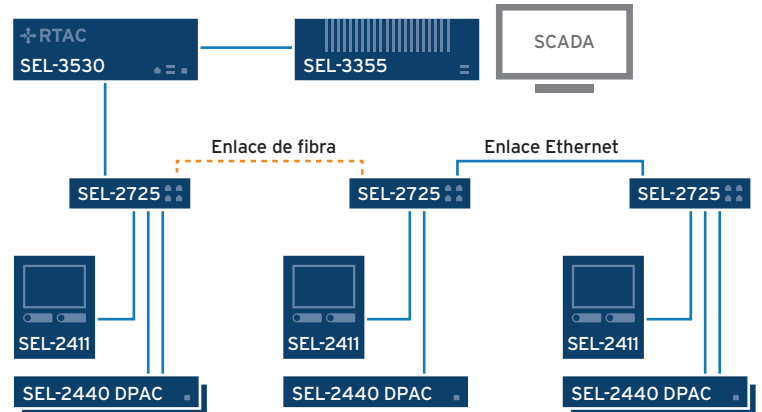 RTAC
SEL-3530
SEL-3355
SCADA
Enlace de fibra
Enlace Ethernet
SEL-2725
SEL-2725
SEL-2725
SEL-2411
SEL-2411
SEL-2411
SEL-2440 DPAC
SEL-2440 DPAC
SEL-2440 DPAC